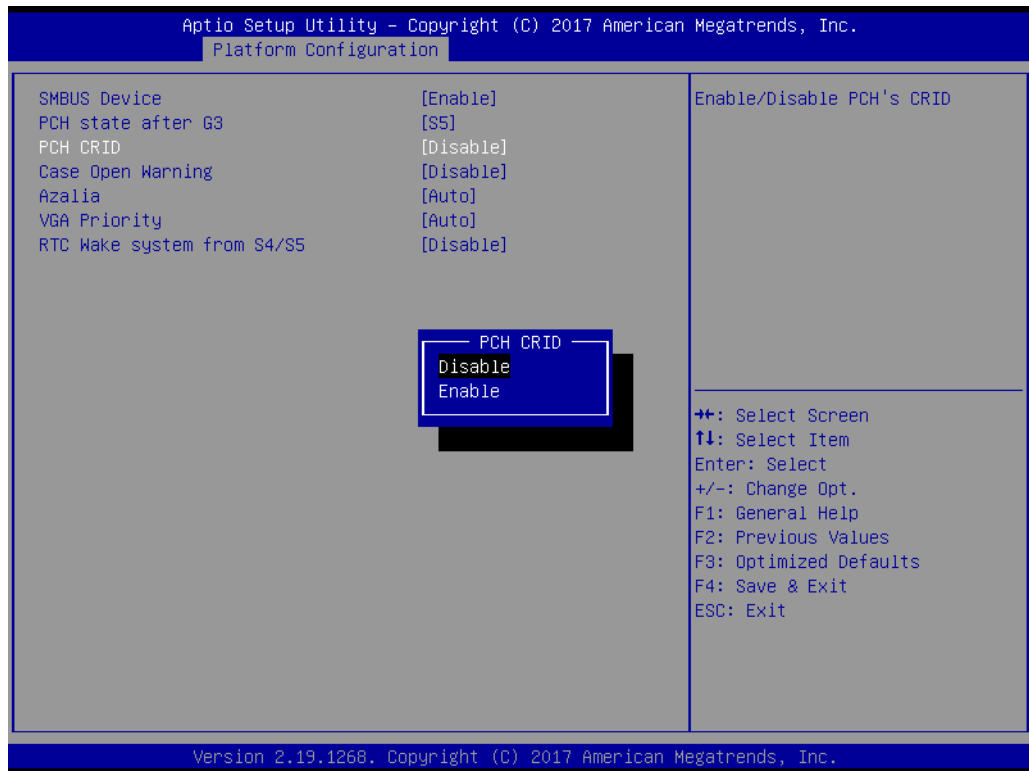 Aptio Setup Utility – Copyright (C) 2017 American Megatrends, Inc.
Platform Configuration
SMBUS Device [Enable]
PCH state after G3 [S5]
PCH CRID [Disable]
Case Open Warning [Disable]
Azalia [Auto]
VGA Priority [Auto]
RTC Wake system from S4/S5 [Disable]
Enable/Disable PCH's CRID
PCH CRID
Disable
Enable
→←: Select Screen
↑↓: Select Item
Enter: Select
+/-: Change Opt.
F1: General Help
F2: Previous Values
F3: Optimized Defaults
F4: Save & Exit
ESC: Exit
Version 2.19.1268. Copyright (C) 2017 American Megatrends, Inc.